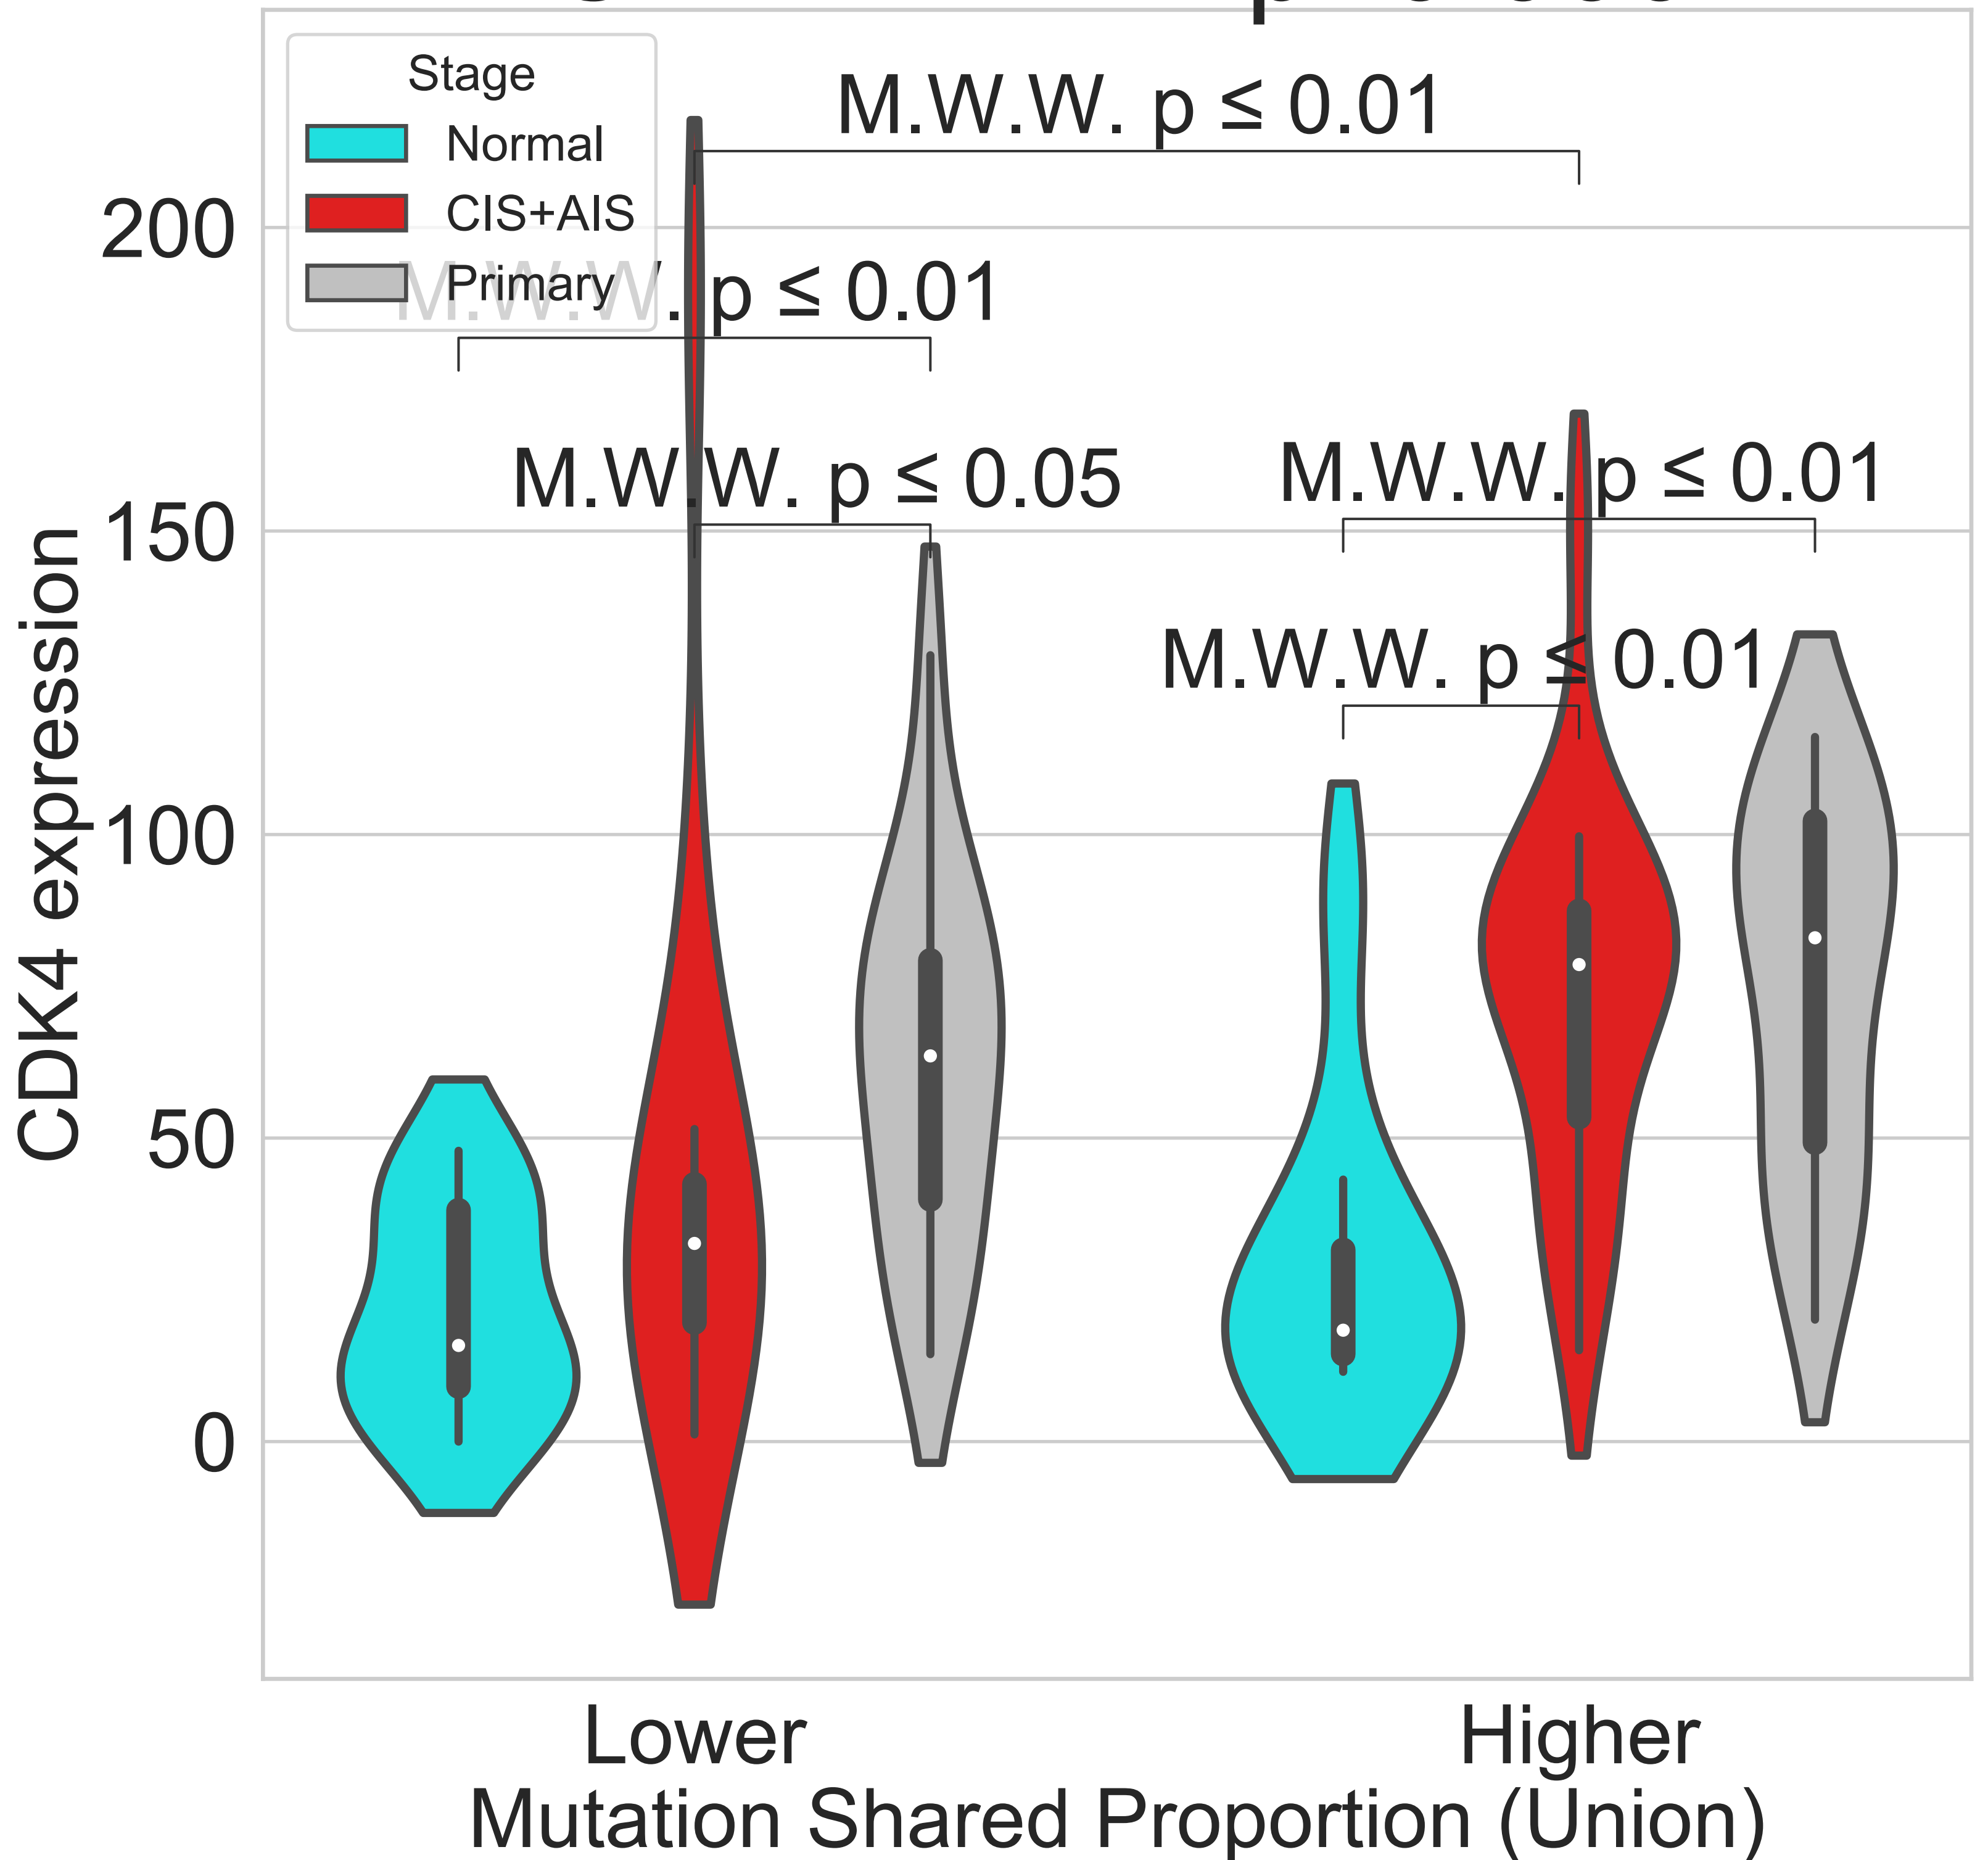 M.W.W. p ≤ 0.01
Stage
Normal
CIS+AIS
Primary
M.W.W. p ≤ 0.01
M.W.W. p ≤ 0.05
M.W.W. p ≤ 0.01
M.W.W. p ≤ 0.01
200
150
100
50
0
CDK4 expression
Lower
Higher
Mutation Shared Proportion (Union)